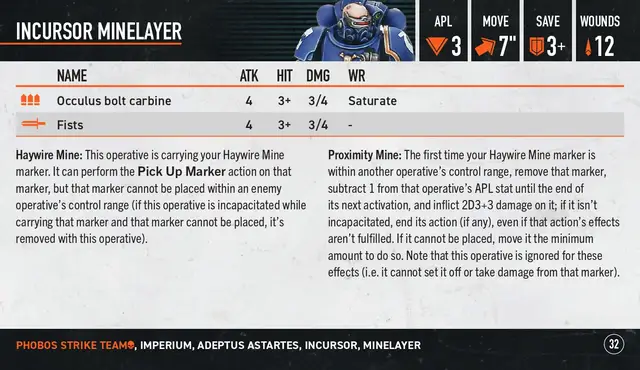 INCURSOR MINELAYER
APL
3
MOVE
7"
SAVE
3+
WOUNDS
12
NAME ATK HIT DMG WR
Occulus bolt carbine 4 3+ 3/4 Saturate
Fists 4 3+ 3/4 -
Haywire Mine: This operative is carrying your Haywire Mine
marker. It can perform the Pick Up Marker action on that
marker, but that marker cannot be placed within an enemy
operative's control range (if this operative is incapacitated while
carrying that marker and that marker cannot be placed, it's
removed with this operative).
Proximity Mine: The first time your Haywire Mine marker is
within another operative's control range, remove that marker,
subtract 1 from that operative's APL stat until the end of
its next activation, and inflict 2D3+3 damage on it; if it isn't
incapacitated, end its action (if any), even if that action's effects
aren't fulfilled. If it cannot be placed, move it the minimum
amount to do so. Note that this operative is ignored for these
effects (i.e. it cannot set it off or take damage from that marker).
PHOBOS STRIKE TEAM, IMPERIUM, ADEPTUS ASTARTES, INCURSOR, MINELAYER
32